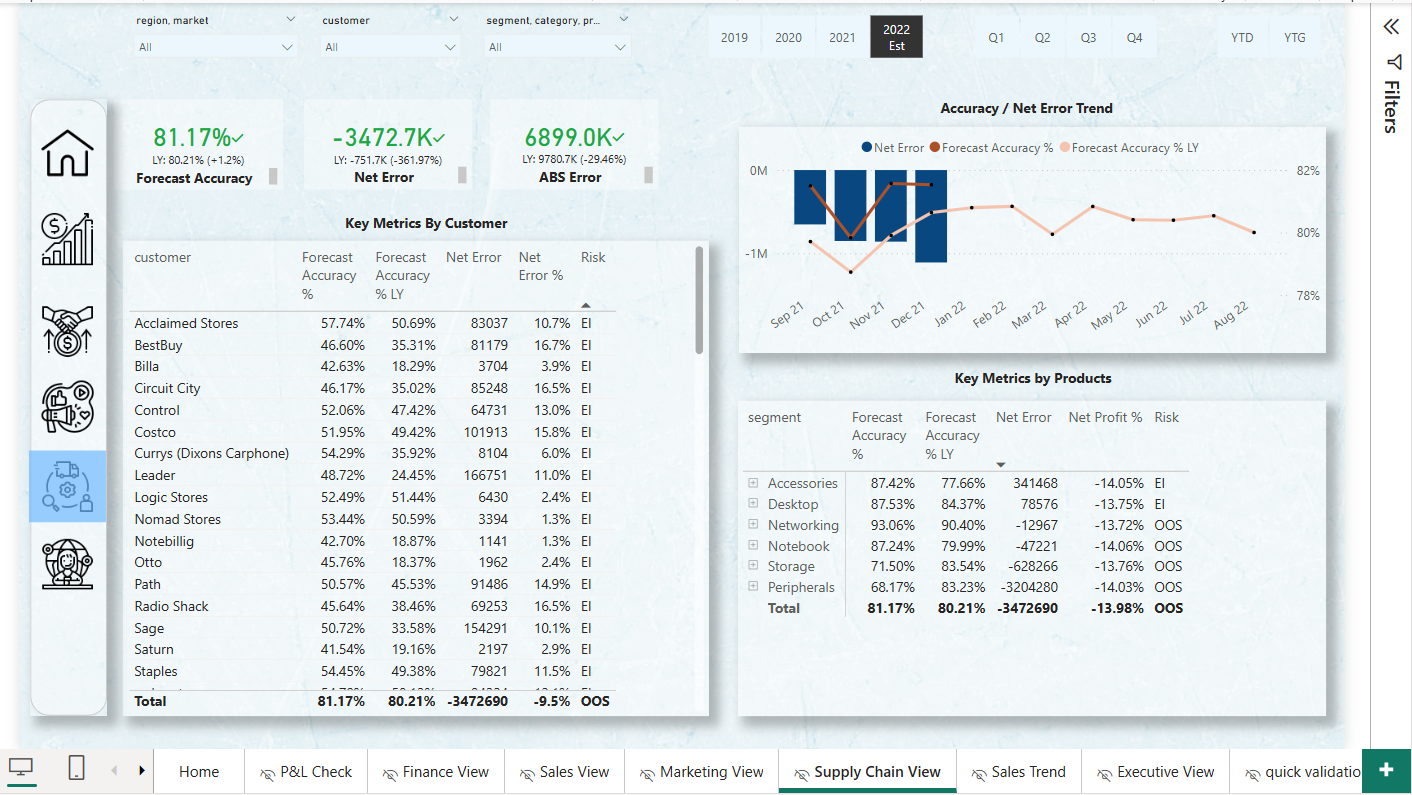 region, market
customer
segment, category, pr...
All
All
All
2019
2020
2021
2022
Est
Q1
Q2
Q3
Q4
YTD
YTG
Filters
81.17%
LY: 80.21% (+1.2%)
Forecast Accuracy
-3472.7K
LY: -751.7K (-361.97%)
Net Error
6899.0K
LY: 9780.7K (-29.46%)
ABS Error
Accuracy / Net Error Trend
Net Error Forecast Accuracy % Forecast Accuracy % LY
0M
-1M
82%
80%
78%
Sep 21 Oct 21 Nov 21 Dec 21 Jan 22 Feb 22 Mar 22 Apr 22 May 22 Jun 22 Jul 22 Aug 22
Key Metrics By Customer
customer Forecast Accuracy % Forecast Accuracy % LY Net Error Net Error % Risk
Acclaimed Stores 57.74% 50.69% 83037 10.7% EI
BestBuy 46.60% 35.31% 81179 16.7% EI
Billa 42.63% 18.29% 3704 3.9% EI
Circuit City 46.17% 35.02% 85248 16.5% EI
Control 52.06% 47.42% 64731 13.0% EI
Costco 51.95% 49.42% 101913 15.8% EI
Currys (Dixons Carphone) 54.29% 35.92% 8104 6.0% EI
Leader 48.72% 24.45% 166751 11.0% EI
Logic Stores 52.49% 51.44% 6430 2.4% EI
Nomad Stores 53.44% 50.59% 3394 1.3% EI
Notebillig 42.70% 18.87% 1141 1.3% EI
Otto 45.76% 18.37% 1962 2.4% EI
Path 50.57% 45.53% 91486 14.9% EI
Radio Shack 45.64% 38.46% 69253 16.5% EI
Sage 50.72% 33.58% 154291 10.1% EI
Saturn 41.54% 19.16% 2197 2.9% EI
Staples 54.45% 49.38% 79821 11.5% EI
Total 81.17% 80.21% -3472690 -9.5% OOS
Key Metrics by Products
segment Forecast Accuracy % Forecast Accuracy % LY Net Error Net Profit % Risk
Accessories 87.42% 77.66% 341468 -14.05% EI
Desktop 87.53% 84.37% 78576 -13.75% EI
Networking 93.06% 90.40% -12967 -13.72% OOS
Notebook 87.24% 79.99% -47221 -14.06% OOS
Storage 71.50% 83.54% -628266 -13.76% OOS
Peripherals 68.17% 83.23% -3204280 -14.03% OOS
Total 81.17% 80.21% -3472690 -13.98% OOS
Home
P&L Check
Finance View
Sales View
Marketing View
Supply Chain View
Sales Trend
Executive View
quick validatio